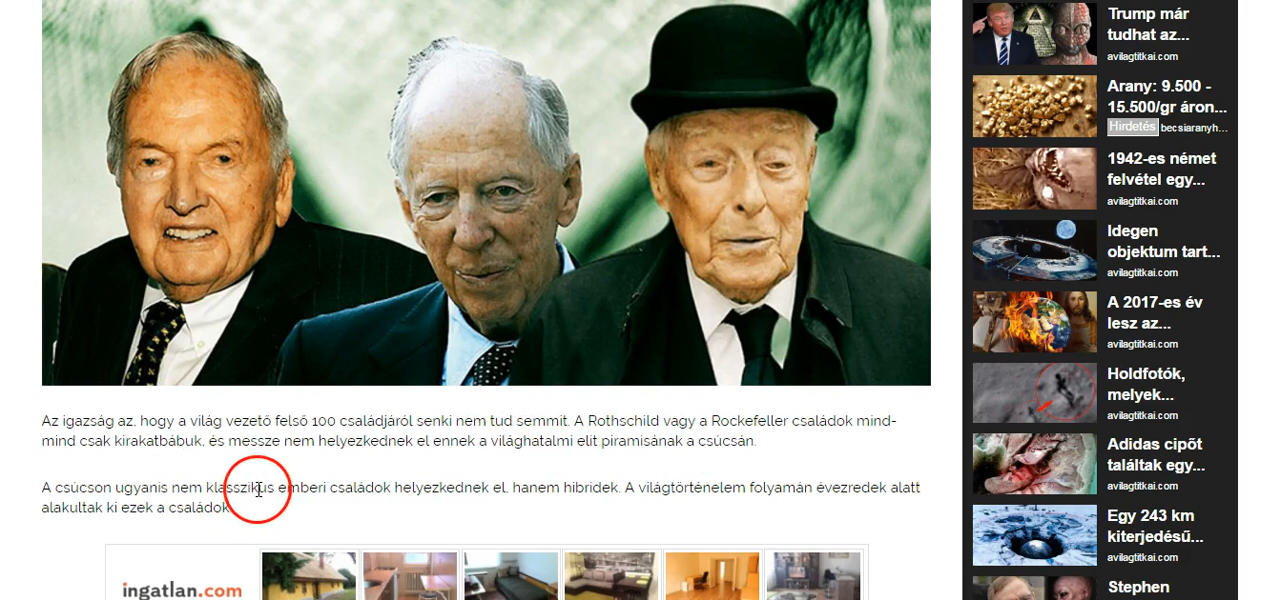 Az igazság az, hogy a világ vezető felső 100 családjáról senki nem tud semmit. A Rothschild vagy a Rockefeller családok mind-
mind csak kirakatbábuk, és messze nem helyezkednek el ennek a világhatalmi elit piramisának a csúcsán.
A csúcson ugyanis nem klasszikus emberi családok helyezkednek el, hanem hibridek. A világtörténelem folyamán évezredek alatt
alakultak ki ezek a családok
ingatlan.com
Trump már
tudhat az...
avilagtitkai.com
Arany: 9.500 -
15.500/gr áron...
Hirdetés becsiaranyh...
1942-es német
felvétel egy...
avilagtitkai.com
Idegen
objektum tart...
avilagtitkai.com
A 2017-es év
lesz az...
avilagtitkai.com
Holdfotók,
melyek...
avilagtitkai.com
Adidas cipőt
találtak egy...
avilagtitkai.com
Egy 243 km
kiterjedésű...
avilagtitkai.com
Stephen